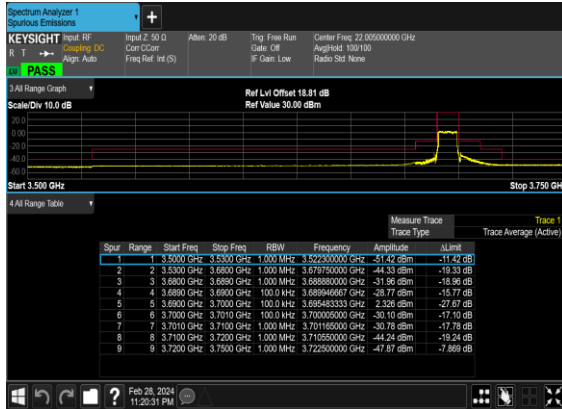 Spectrum Analyzer 1
Spurious Emissions
+
KEYSIGHT Input: RF Input Z: 50 Ω Atten: 20 dB Trig: Free Run Center Freq: 22.005000000 GHz
R T Coupling: DC Corr CCorr Gate: Off Avg|Hold: 100/100
Align: Auto Freq Ref: Int (S) IF Gain: Low Radio Std: None
PASS
3 All Range Graph
Ref Lvl Offset 18.81 dB
Scale/Div 10.0 dB Ref Value 30.00 dBm
20.0
0.00
-20.0
-40.0
-60.0
Start 3.500 GHz Stop 3.750 GH
4 All Range Table
Measure Trace Trace 1
Trace Type Trace Average (Active)
Spur Range Start Freq Stop Freq RBW Frequency Amplitude ΔLimit
1 1 3.5000 GHz 3.5300 GHz 1.000 MHz 3.522300000 GHz -51.42 dBm -11.42 dB
2 2 3.5300 GHz 3.6800 GHz 1.000 MHz 3.679750000 GHz -44.33 dBm -19.33 dB
3 3 3.6800 GHz 3.6890 GHz 1.000 MHz 3.688880000 GHz -31.96 dBm -18.96 dB
4 4 3.6890 GHz 3.6900 GHz 100.0 kHz 3.689946667 GHz -28.77 dBm -15.77 dB
5 5 3.6900 GHz 3.7000 GHz 100.0 kHz 3.695483333 GHz 2.326 dBm -27.67 dB
6 6 3.7000 GHz 3.7010 GHz 100.0 kHz 3.700005000 GHz -30.10 dBm -17.10 dB
7 7 3.7010 GHz 3.7100 GHz 1.000 MHz 3.701165000 GHz -30.78 dBm -17.78 dB
8 8 3.7100 GHz 3.7200 GHz 1.000 MHz 3.710550000 GHz -44.24 dBm -19.24 dB
9 9 3.7200 GHz 3.7500 GHz 1.000 MHz 3.722500000 GHz -47.87 dBm -7.869 dB
? Feb 28, 2024
11:20:31 PM